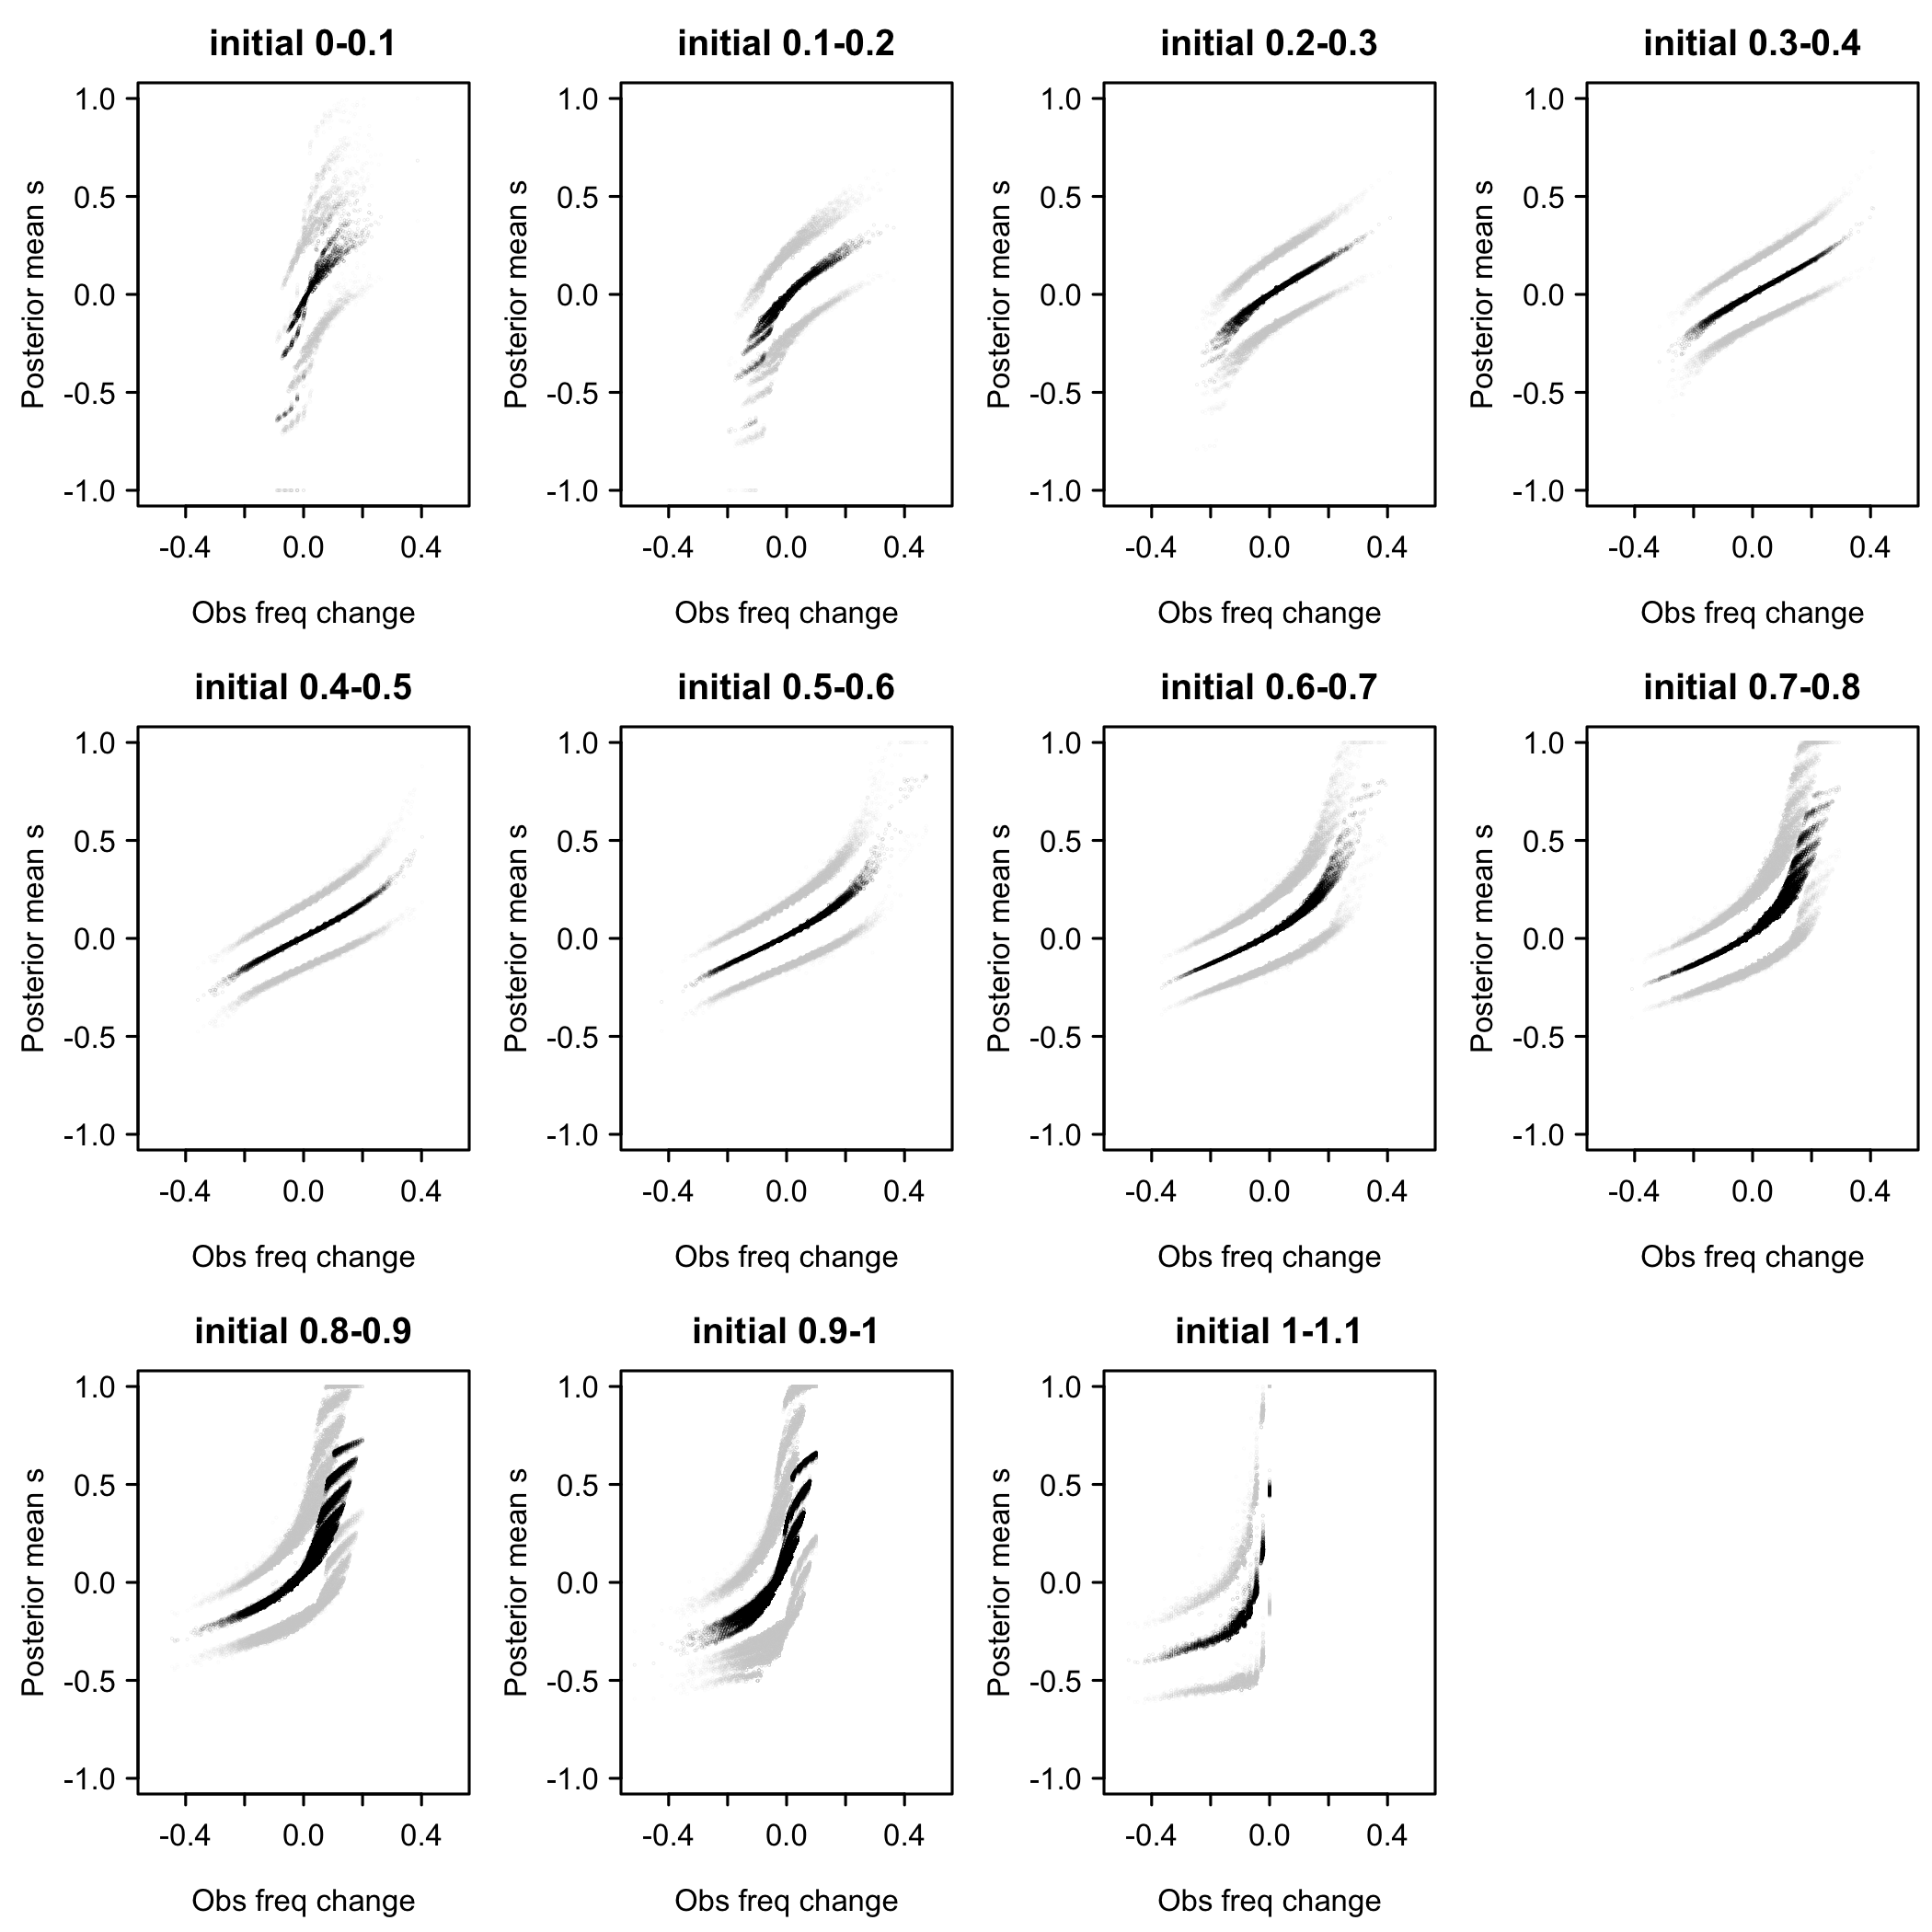 initial 0-0.1
initial 0.1-0.2
initial 0.2-0.3
initial 0.3-0.4
Posterior mean s
1.0
0.5
0.0
-0.5
-1.0
-0.4 0.0 0.4
Obs freq change
Posterior mean s
1.0
0.5
0.0
-0.5
-1.0
-0.4 0.0 0.4
Obs freq change
Posterior mean s
1.0
0.5
0.0
-0.5
-1.0
-0.4 0.0 0.4
Obs freq change
Posterior mean s
1.0
0.5
0.0
-0.5
-1.0
-0.4 0.0 0.4
Obs freq change
initial 0.4-0.5
initial 0.5-0.6
initial 0.6-0.7
initial 0.7-0.8
Posterior mean s
1.0
0.5
0.0
-0.5
-1.0
-0.4 0.0 0.4
Obs freq change
Posterior mean s
1.0
0.5
0.0
-0.5
-1.0
-0.4 0.0 0.4
Obs freq change
Posterior mean s
1.0
0.5
0.0
-0.5
-1.0
-0.4 0.0 0.4
Obs freq change
Posterior mean s
1.0
0.5
0.0
-0.5
-1.0
-0.4 0.0 0.4
Obs freq change
initial 0.8-0.9
initial 0.9-1
initial 1-1.1
Posterior mean s
1.0
0.5
0.0
-0.5
-1.0
-0.4 0.0 0.4
Obs freq change
Posterior mean s
1.0
0.5
0.0
-0.5
-1.0
-0.4 0.0 0.4
Obs freq change
Posterior mean s
1.0
0.5
0.0
-0.5
-1.0
-0.4 0.0 0.4
Obs freq change